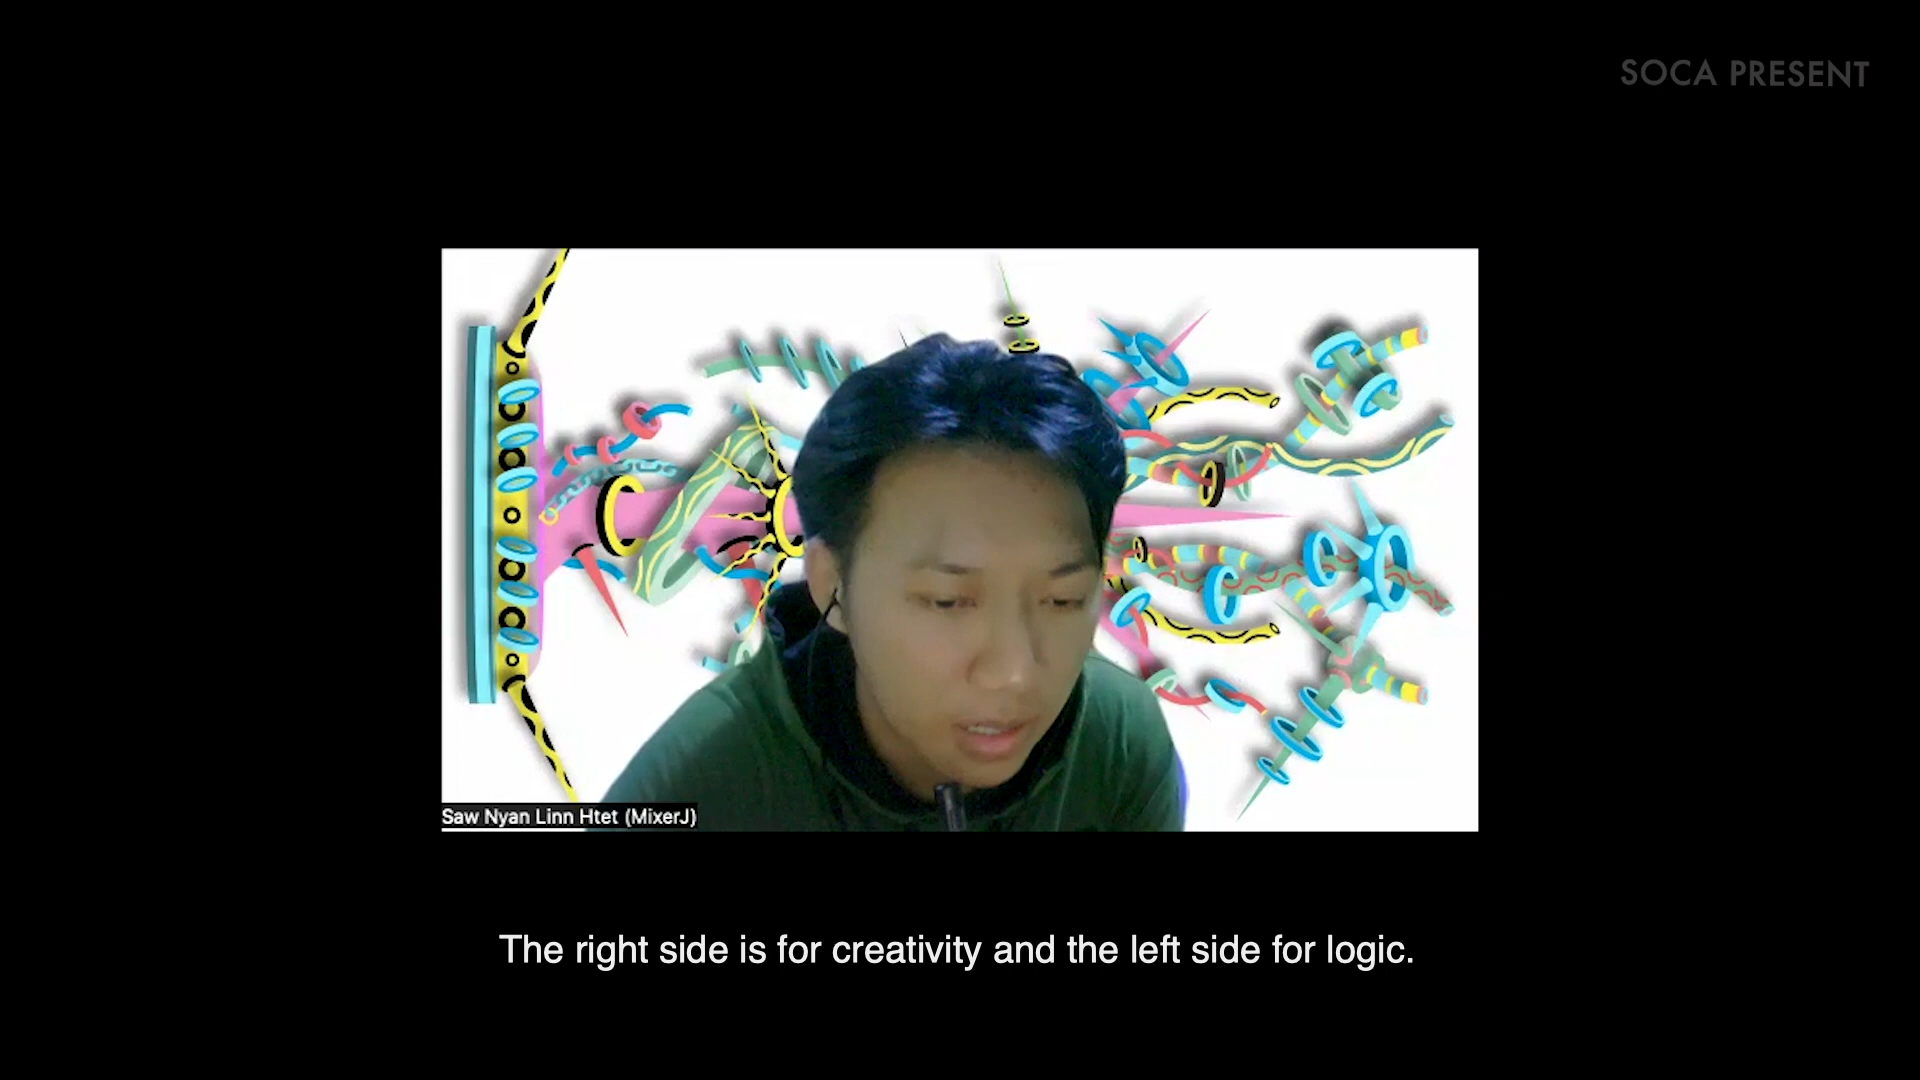 SOCA PRESENT
Saw Nyan Linn Htet (MixerJ)
The right side is for creativity and the left side for logic.